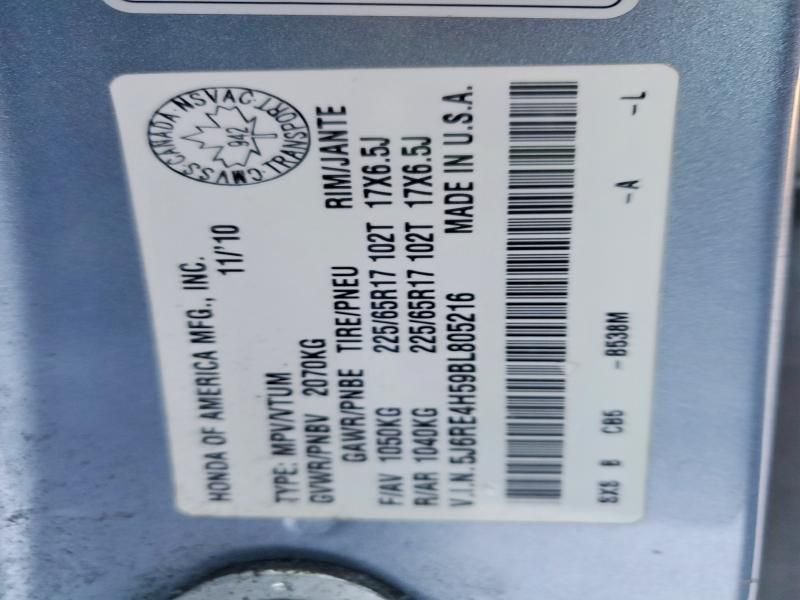 HONDA OF AMERICA MFG., INC.
11/'10
CMVSS CANADA · NSVAC · TRANSPORT
942
TYPE: MPV/VTUM
GVWR/PNBV 2070KG
GAWR/PNBE TIRE/PNEU RIM/JANTE
F/AV 1050KG 225/65R17 102T 17X6.5J
R/AR 1040KG 225/65R17 102T 17X6.5J
V.I.N. 5J6RE4H59BL805216 MADE IN U.S.A.
SX8 B CB5 -B538M -A -L